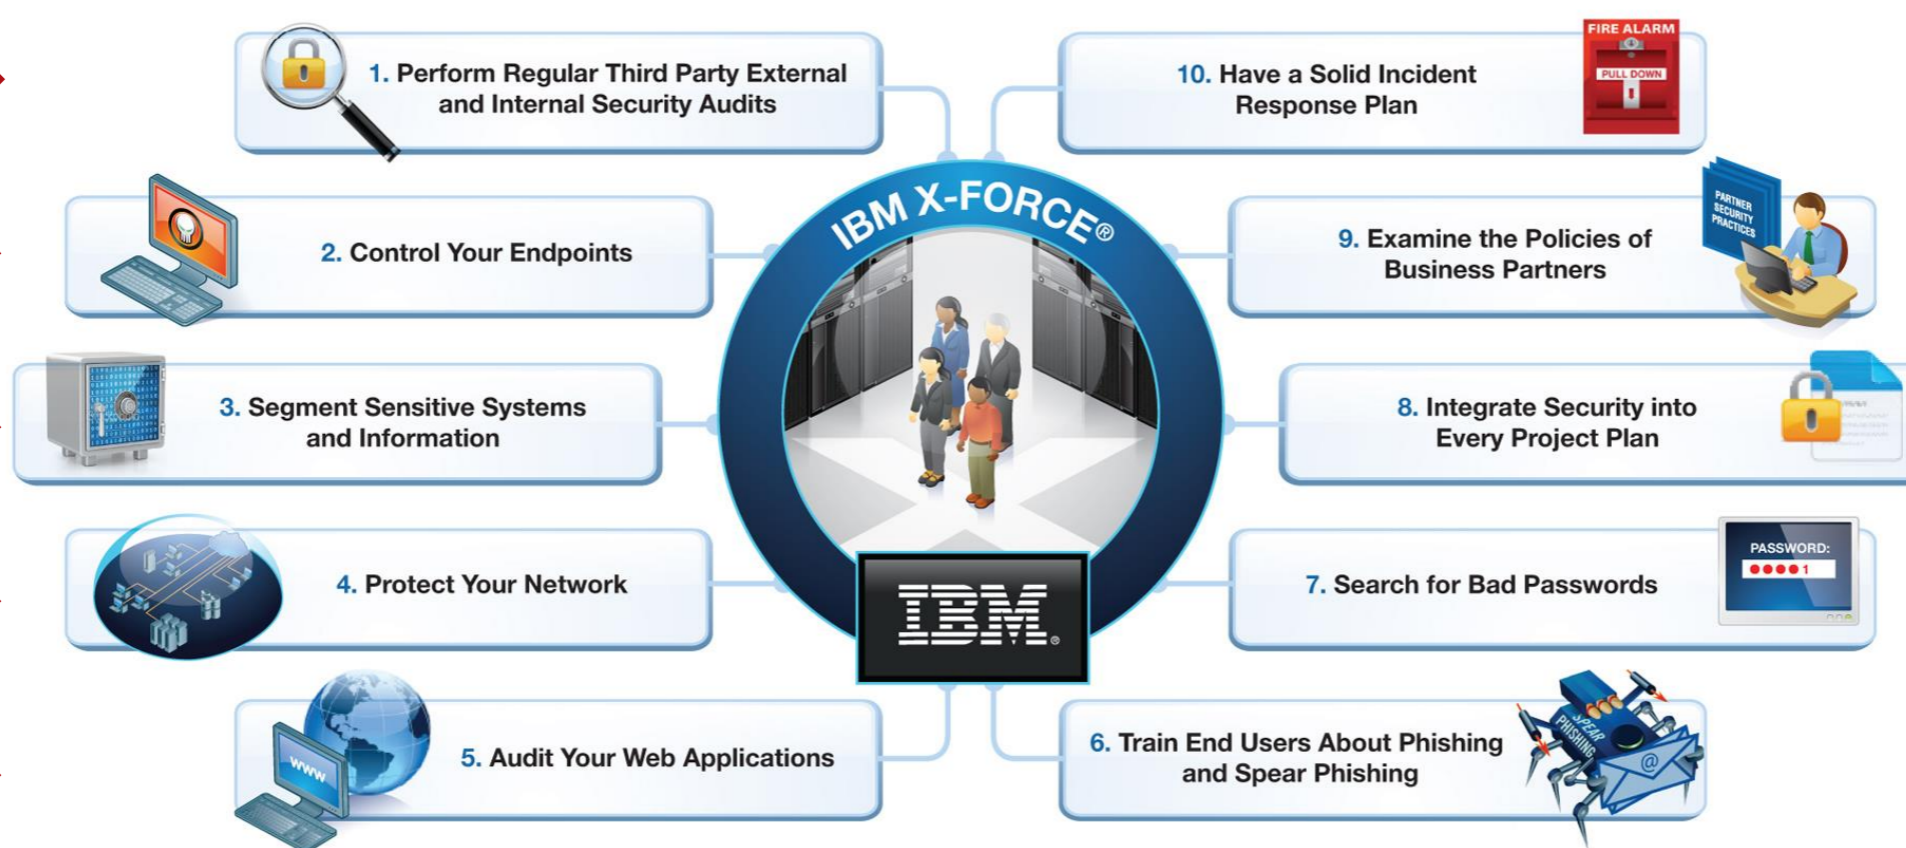 1. Perform Regular Third Party External
and Internal Security Audits
2. Control Your Endpoints
3. Segment Sensitive Systems
and Information
4. Protect Your Network
WWW
5. Audit Your Web Applications
IBM X-FORCE®
IBM®
10. Have a Solid Incident
Response Plan
FIRE ALARM
PULL DOWN
9. Examine the Policies of
Business Partners
PARTNER
SECURITY
PRACTICES
8. Integrate Security into
Every Project Plan
7. Search for Bad Passwords
PASSWORD:
●●●●1
6. Train End Users About Phishing
and Spear Phishing
SPEAR
PHISHING
@